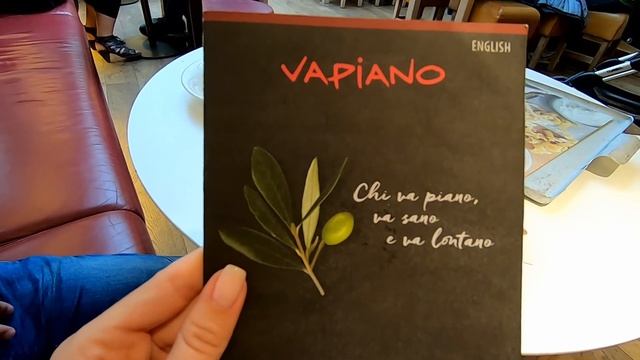 ENGLISH
VAPIANO
Chi va piano,
va sano
e va lontano